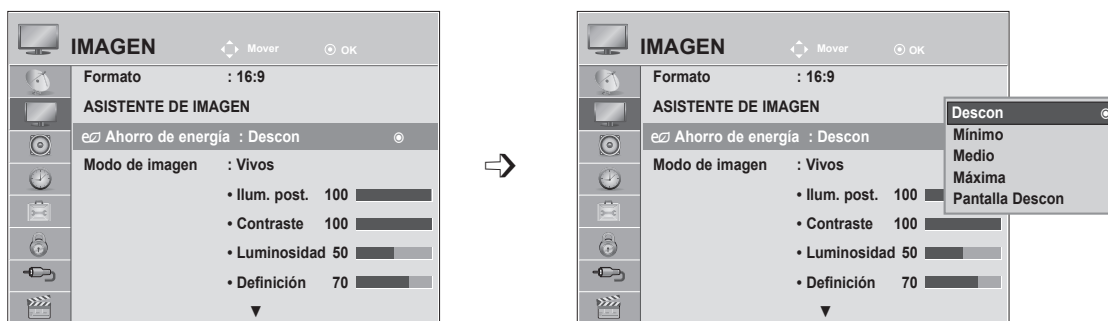 IMAGEN Mover OK
Formato : 16:9
ASISTENTE DE IMAGEN
Ahorro de energía : Descon
Modo de imagen : Vivos
• Ilum. post. 100
• Contraste 100
• Luminosidad 50
• Definición 70
IMAGEN Mover OK
Formato : 16:9
ASISTENTE DE IMAGEN
Ahorro de energía : Descon
Modo de imagen : Vivos
• Ilum. post. 100
• Contraste 100
• Luminosidad 50
• Definición 70
Descon
Mínimo
Medio
Máxima
Pantalla Descon